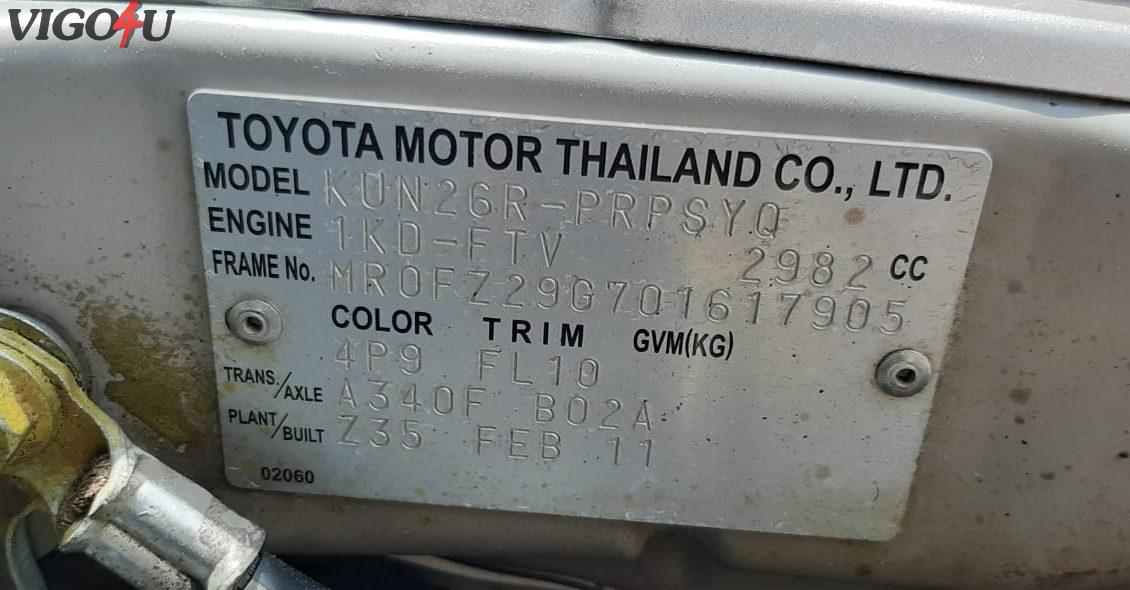 VIGO4U
TOYOTA MOTOR THAILAND CO., LTD.
MODEL KUN26R-PRPSYQ
ENGINE 1KD-FTV 2982 CC
FRAME No. MR0FZ29G701617905
COLOR TRIM GVM(KG)
4P9 FL10
TRANS./AXLE A340F B02A
PLANT/BUILT Z35 FEB 11
02060